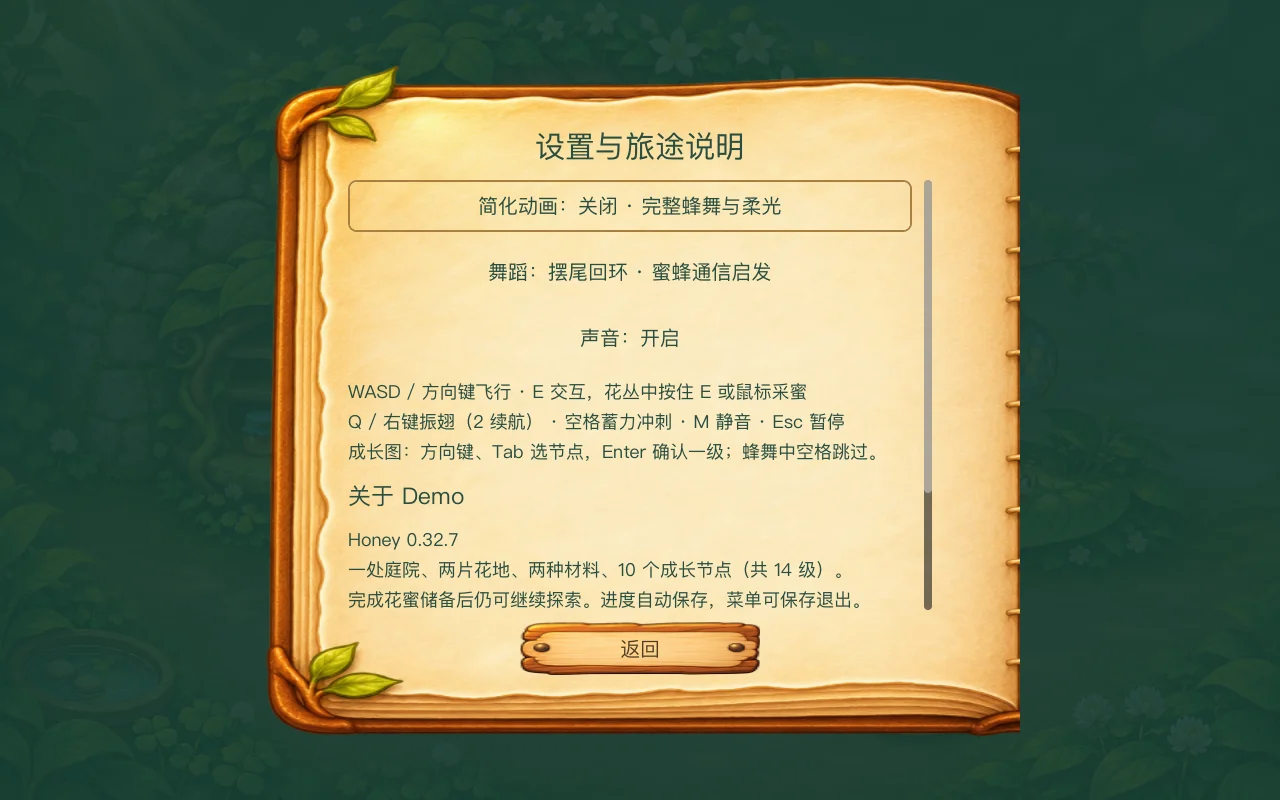 设置与旅途说明
简化动画：关闭 · 完整蜂舞与柔光
舞蹈：摆尾回环 · 蜜蜂通信启发
声音：开启
WASD / 方向键飞行 · E 交互，花丛中按住 E 或鼠标采蜜
Q / 右键振翅（2 续航） · 空格蓄力冲刺 · M 静音 · Esc 暂停
成长图：方向键、Tab 选节点，Enter 确认一级；蜂舞中空格跳过。
关于 Demo
Honey 0.32.7
一处庭院、两片花地、两种材料、10 个成长节点（共 14 级）。
完成花蜜储备后仍可继续探索。进度自动保存，菜单可保存退出。
返回